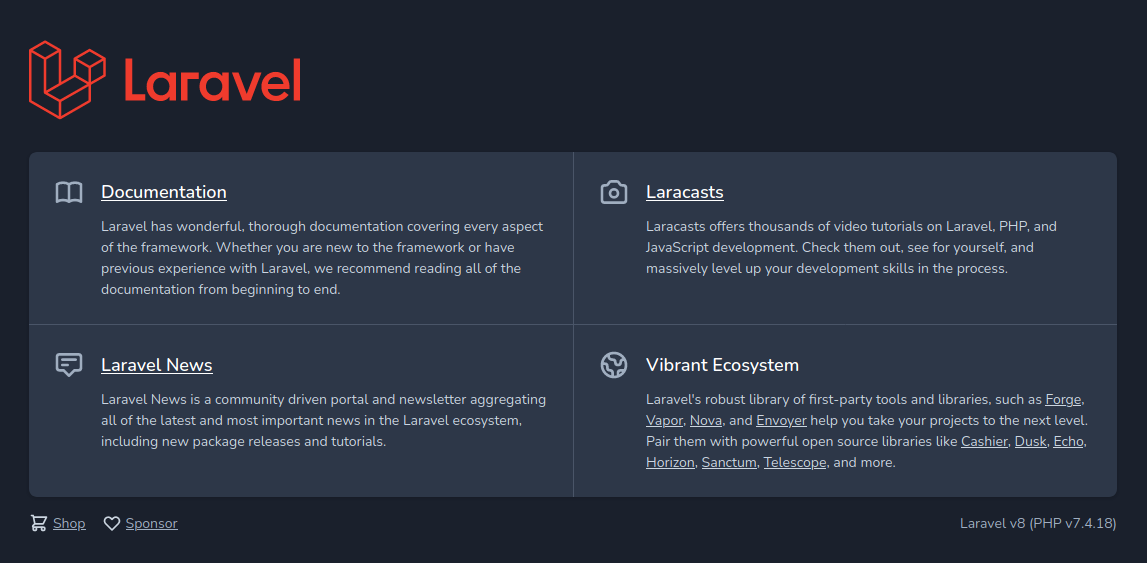 Laravel
Documentation
Laravel has wonderful, thorough documentation covering every aspect
of the framework. Whether you are new to the framework or have
previous experience with Laravel, we recommend reading all of the
documentation from beginning to end.
Laracasts
Laracasts offers thousands of video tutorials on Laravel, PHP, and
JavaScript development. Check them out, see for yourself, and
massively level up your development skills in the process.
Laravel News
Laravel News is a community driven portal and newsletter aggregating
all of the latest and most important news in the Laravel ecosystem,
including new package releases and tutorials.
Vibrant Ecosystem
Laravel's robust library of first-party tools and libraries, such as Forge,
Vapor, Nova, and Envoyer help you take your projects to the next level.
Pair them with powerful open source libraries like Cashier, Dusk, Echo,
Horizon, Sanctum, Telescope, and more.
Shop
Sponsor
Laravel v8 (PHP v7.4.18)